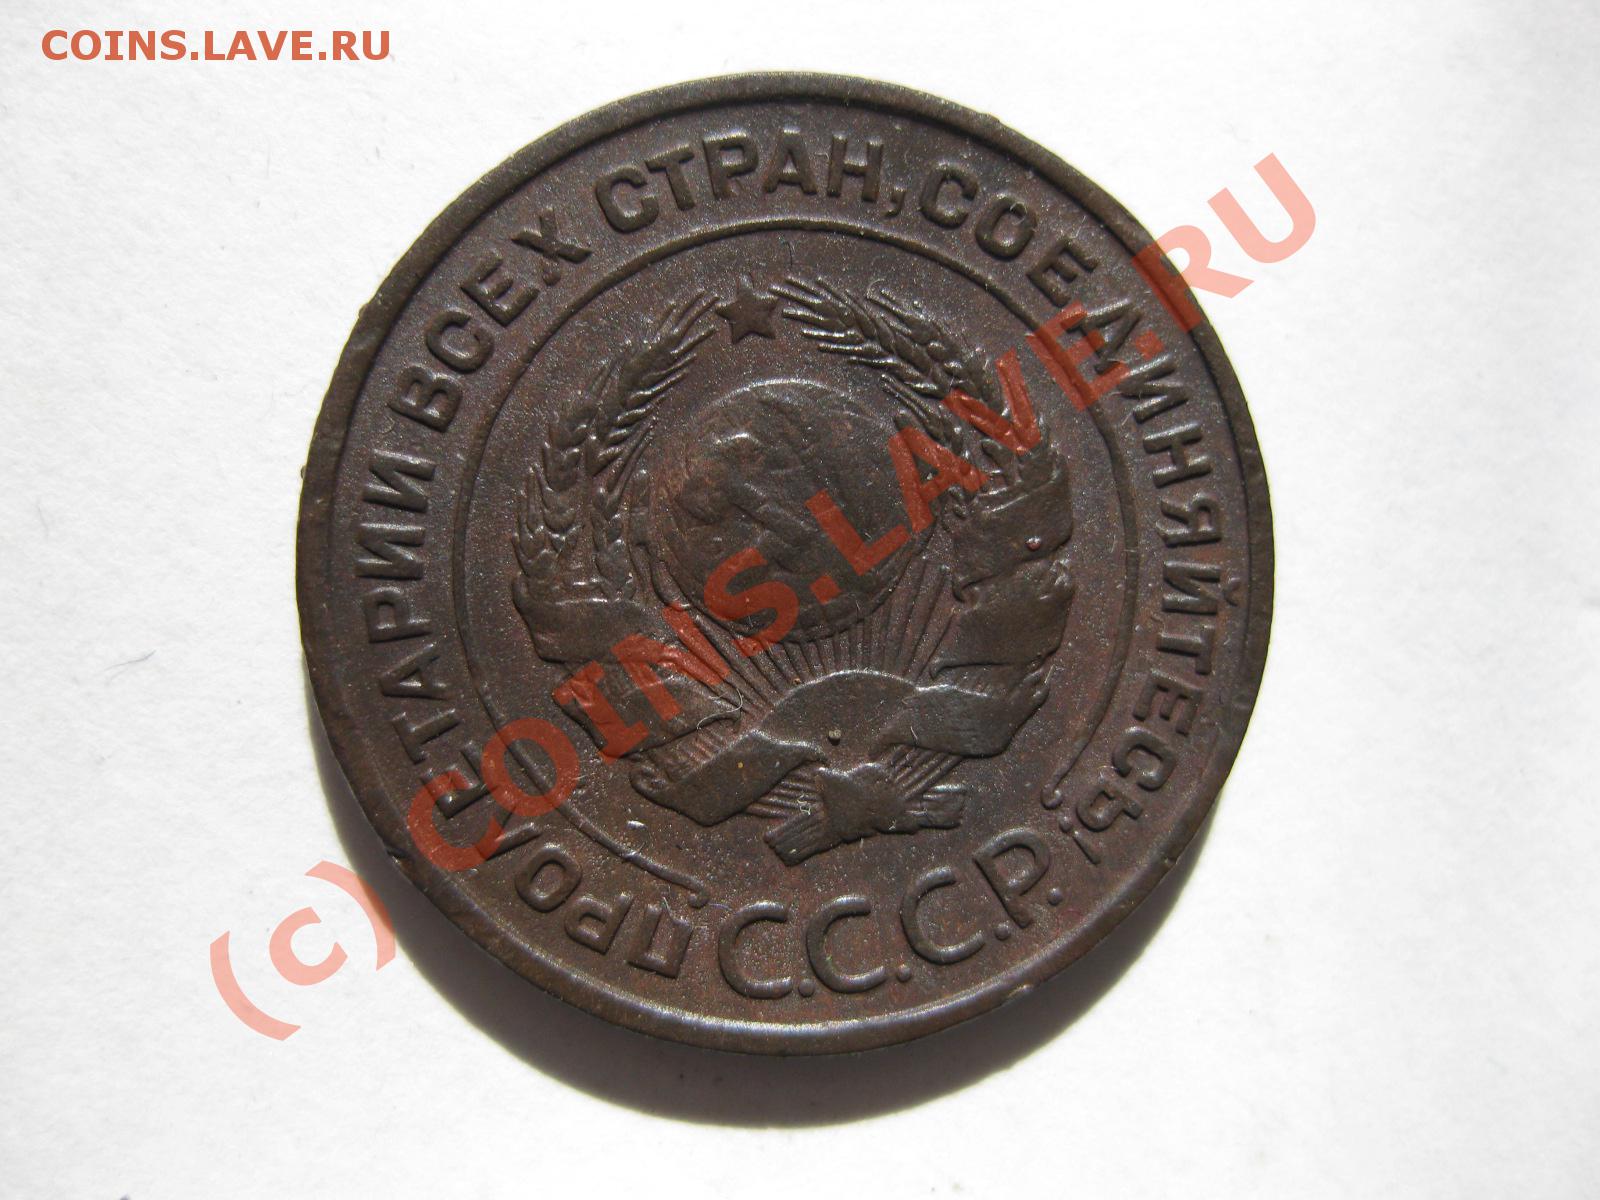 COINS.LAVE.RU
ПРОЛЕТАРИИ ВСЕХ СТРАН, СОЕДИНЯЙТЕСЬ!
С.С.С.Р.
(c) COINS.LAVE.RU